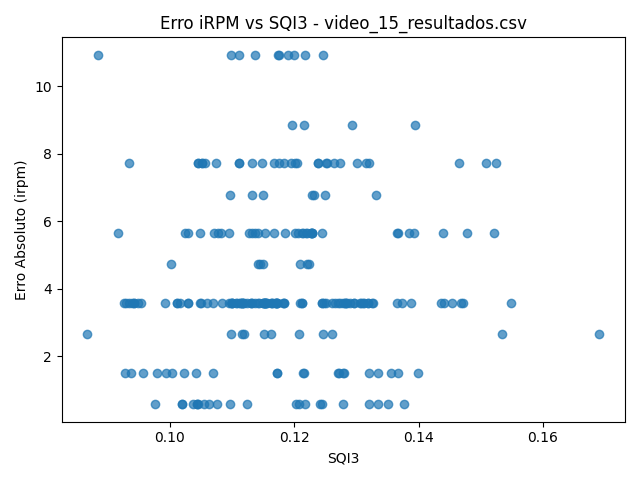 Erro iRPM vs SQI3 - video_15_resultados.csv
Erro Absoluto (irpm)
10
8
6
4
2
0.10 0.12 0.14 0.16
SQI3